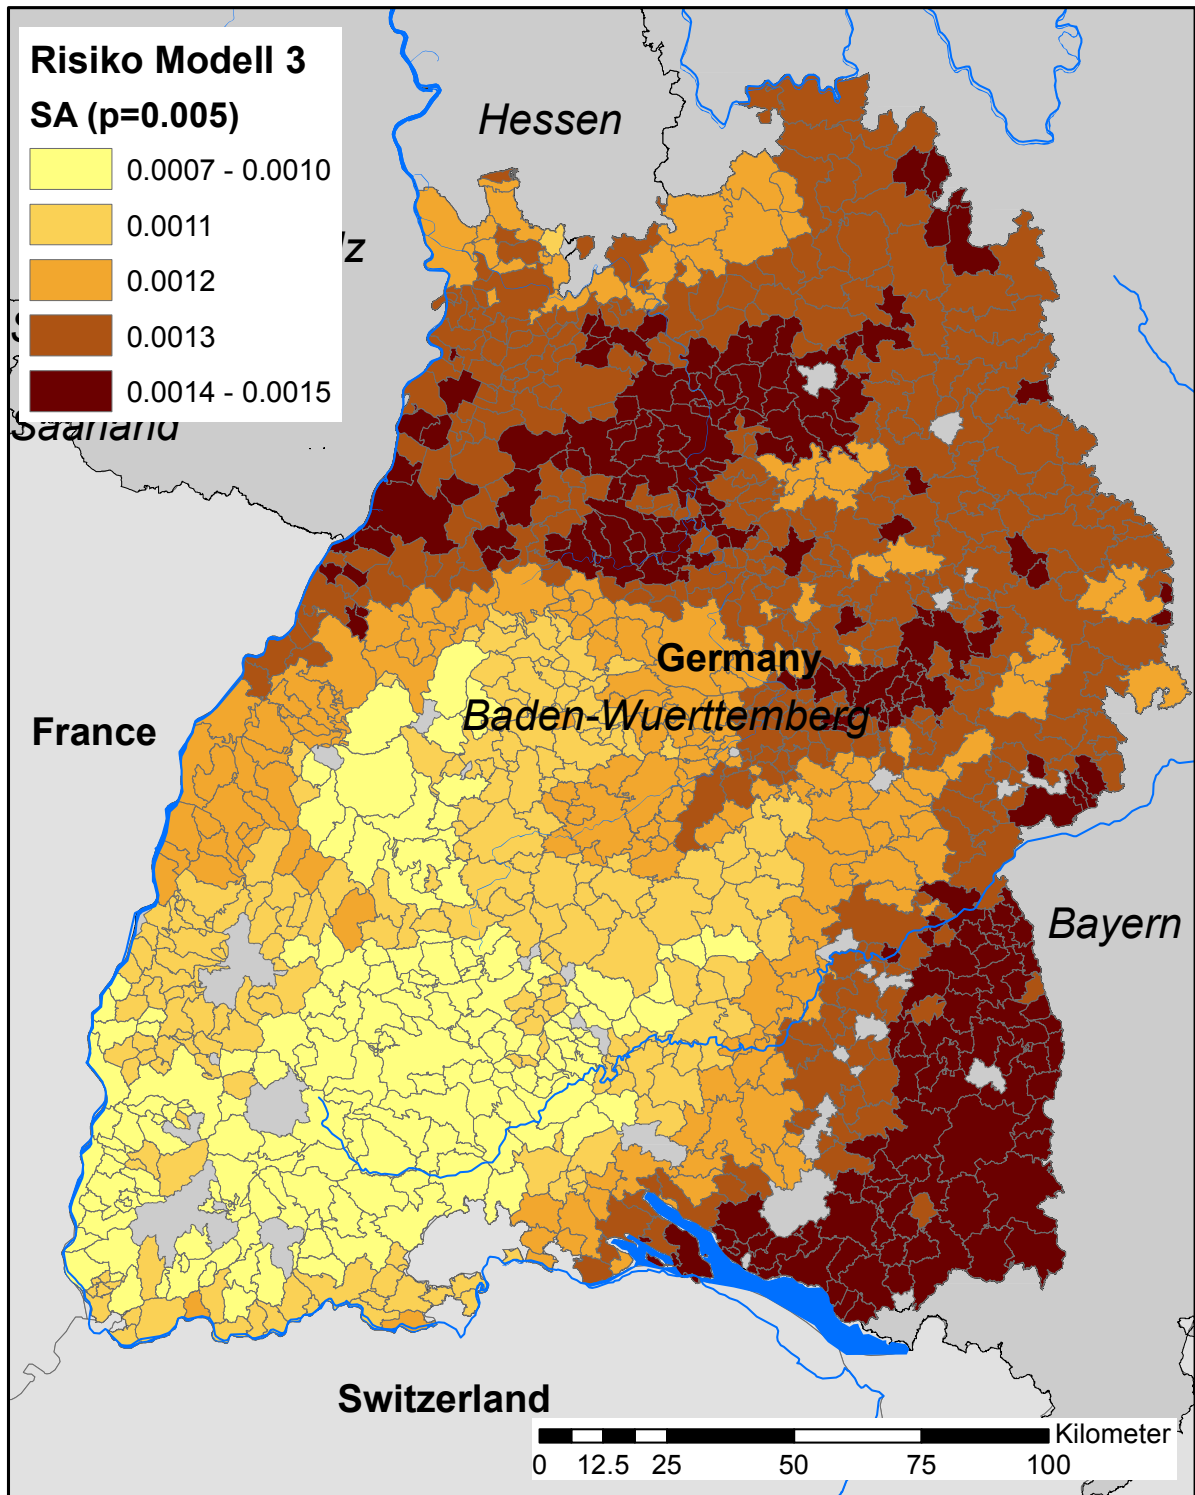 Risiko Modell 3
SA (p=0.005)
0.0007 - 0.0010
0.0011
0.0012
0.0013
0.0014 - 0.0015
Hessen
lz
S
Saarland
Germany
Baden-Wuerttemberg
France
Bayern
Switzerland
Kilometer
0 12.5 25 50 75 100